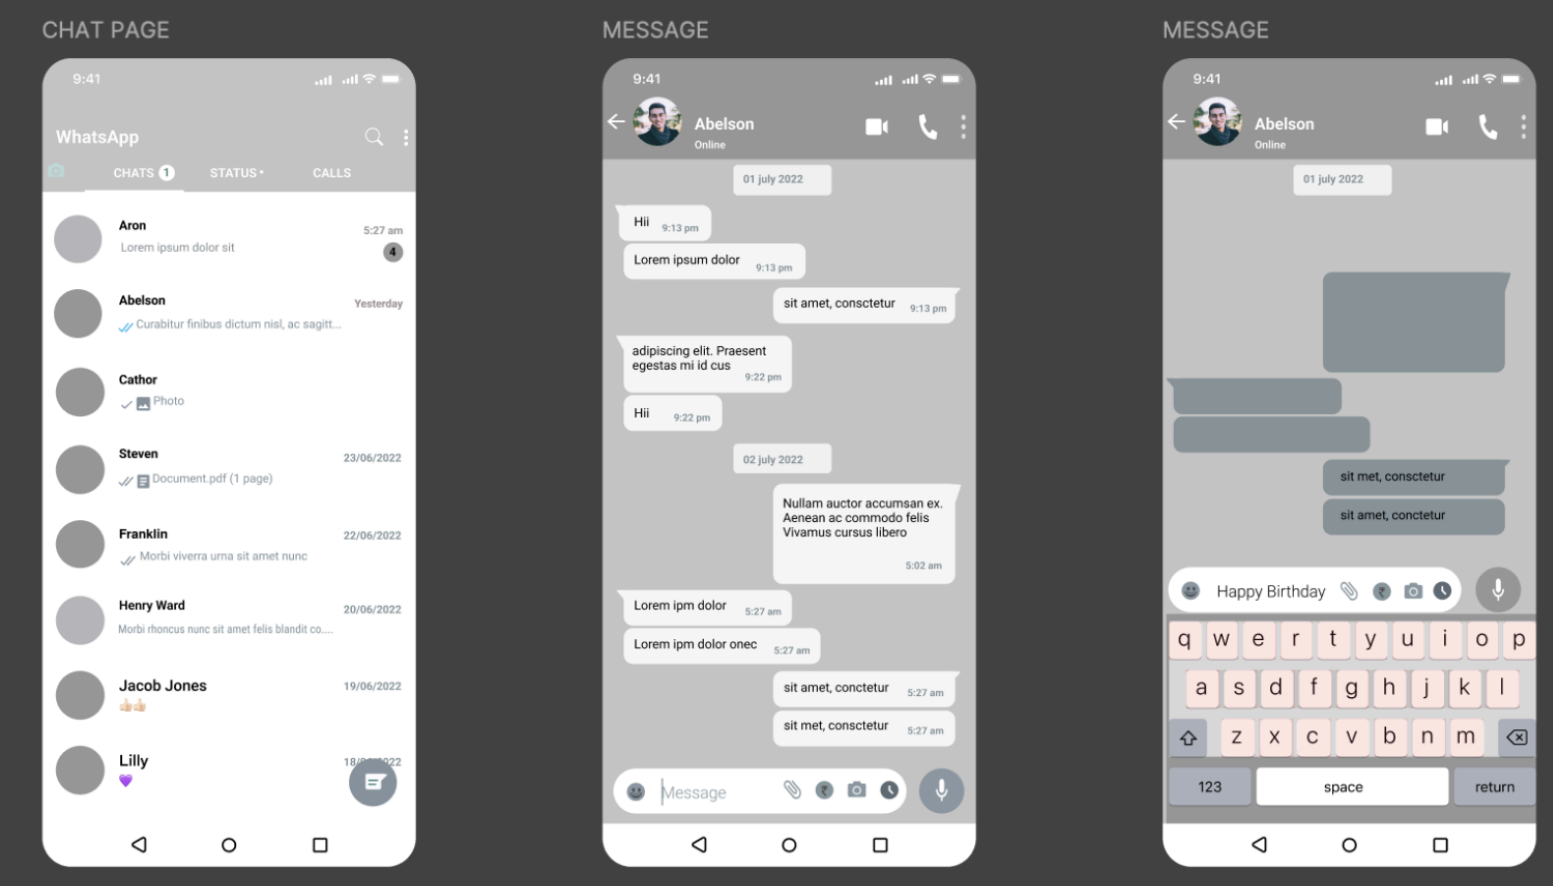 CHAT PAGE
9:41
WhatsApp
CHATS 1 STATUS• CALLS
Aron
5:27 am
Lorem ipsum dolor sit
4
Abelson
Yesterday
Curabitur finibus dictum nisl, ac sagitt...
Cathor
Photo
Steven
23/06/2022
Document.pdf (1 page)
Franklin
22/06/2022
Morbi viverra urna sit amet nunc
Henry Ward
20/06/2022
Morbi rhoncus nunc sit amet felis blandit co....
Jacob Jones
19/06/2022
👍🏻👍🏻
Lilly
💜
MESSAGE
9:41
Abelson
Online
01 july 2022
Hii 9:13 pm
Lorem ipsum dolor 9:13 pm
sit amet, consctetur 9:13 pm
adipiscing elit. Praesent
egestas mi id cus
9:22 pm
Hii 9:22 pm
02 july 2022
Nullam auctor accumsan ex.
Aenean ac commodo felis
Vivamus cursus libero
5:02 am
Lorem ipm dolor 5:27 am
Lorem ipm dolor onec 5:27 am
sit amet, conctetur 5:27 am
sit met, consctetur 5:27 am
Message
MESSAGE
9:41
Abelson
Online
01 july 2022
sit met, consctetur
sit amet, conctetur
Happy Birthday
q w e r t y u i o p
a s d f g h j k l
z x c v b n m
123 space return